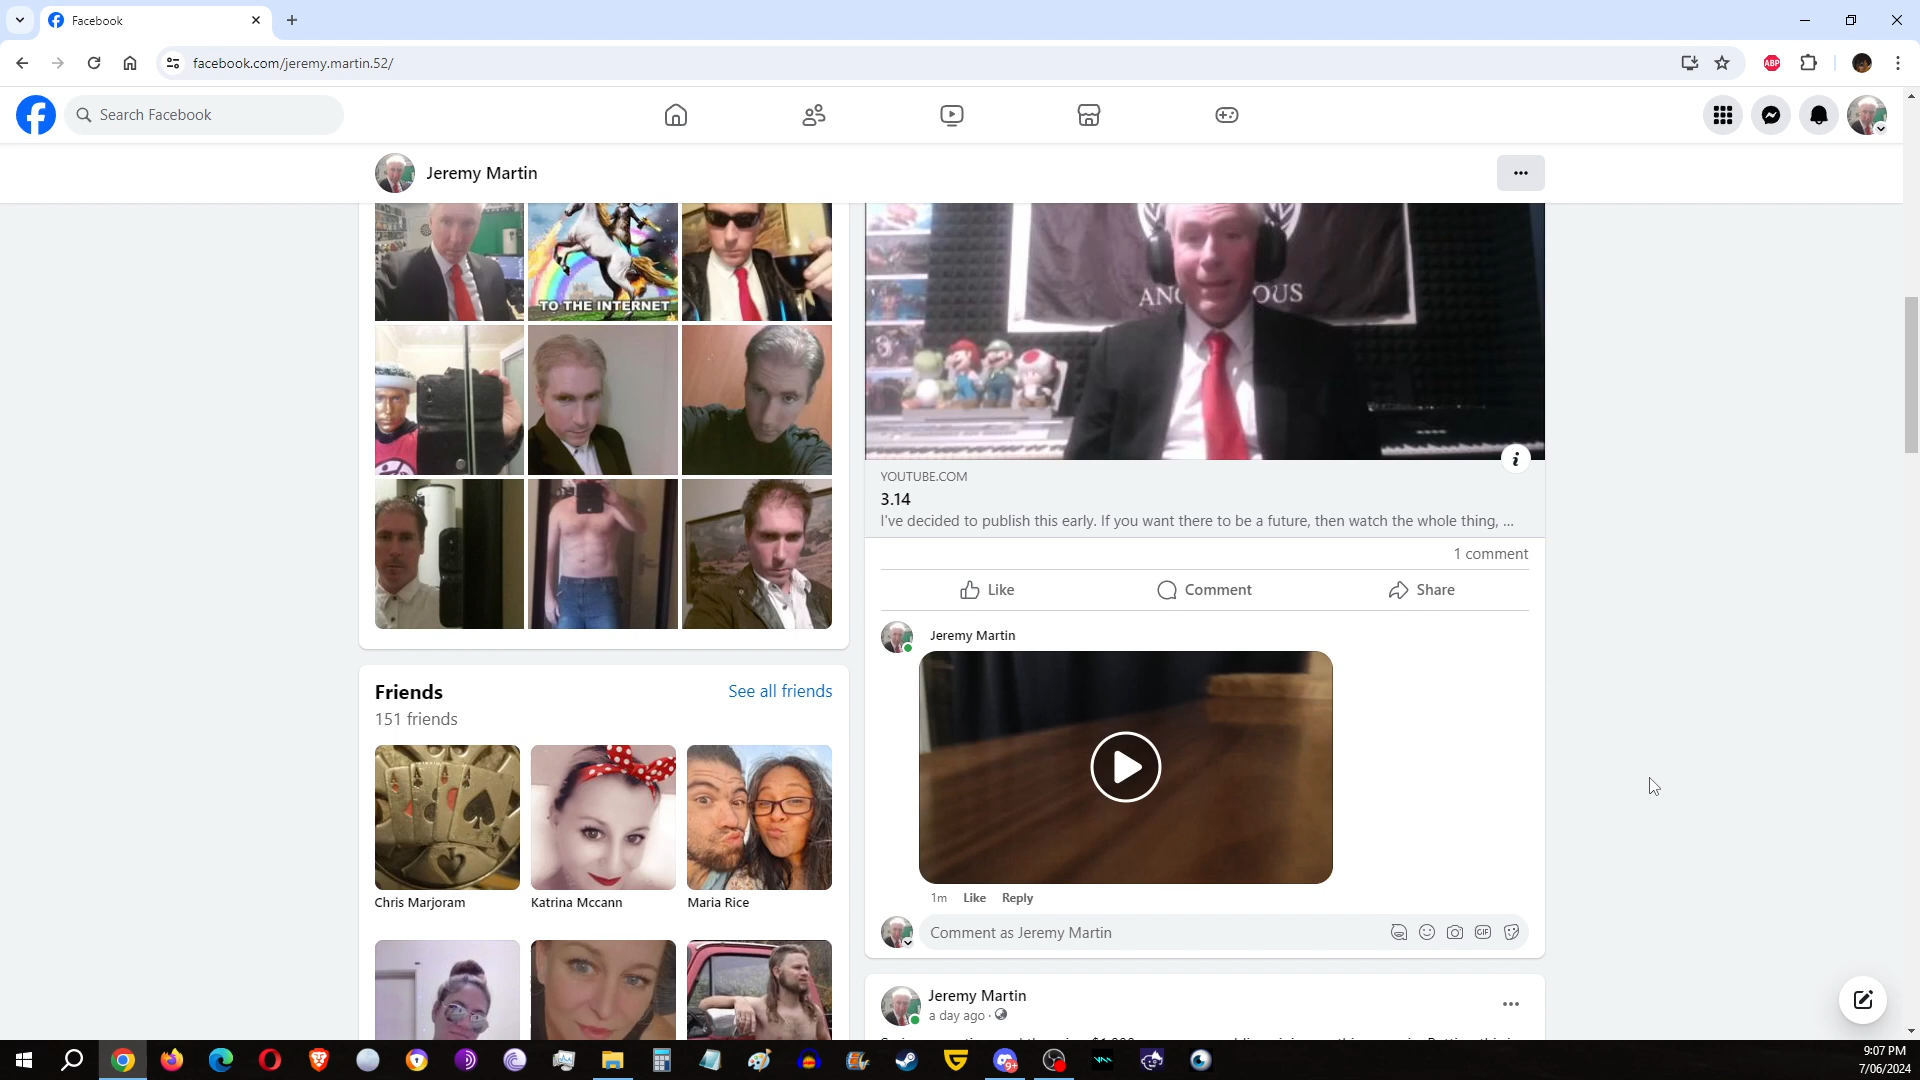 Facebook
facebook.com/jeremy.martin.52/
ABP
Search Facebook
Jeremy Martin
TO THE INTERNET
YOUTUBE.COM
3.14
I've decided to publish this early. If you want there to be a future, then watch the whole thing, ...
1 comment
Like
Comment
Share
Jeremy Martin
1m
Like
Reply
Comment as Jeremy Martin
GIF
Friends
See all friends
151 friends
Chris Marjoram
Katrina Mccann
Maria Rice
Jeremy Martin
a day ago ·
9:07 PM
7/06/2024